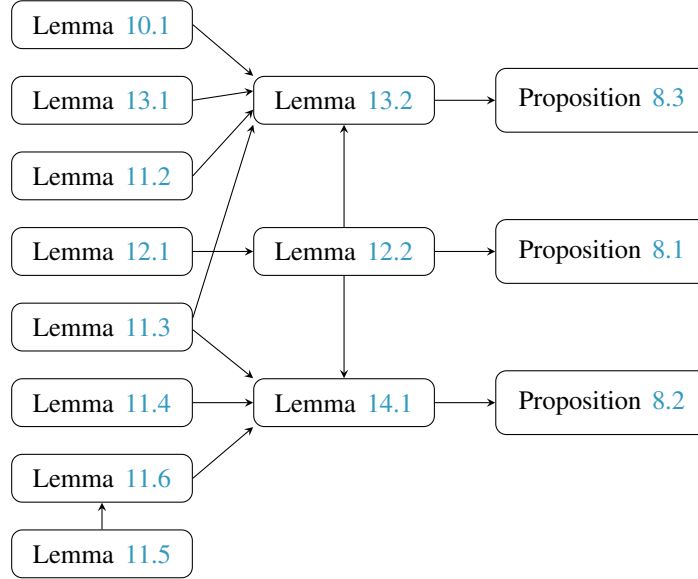 Lemma 10.1
Lemma 13.1
Lemma 13.2
Proposition 8.3
Lemma 11.2
Lemma 12.1
Lemma 12.2
Proposition 8.1
Lemma 11.3
Lemma 11.4
Lemma 14.1
Proposition 8.2
Lemma 11.6
Lemma 11.5